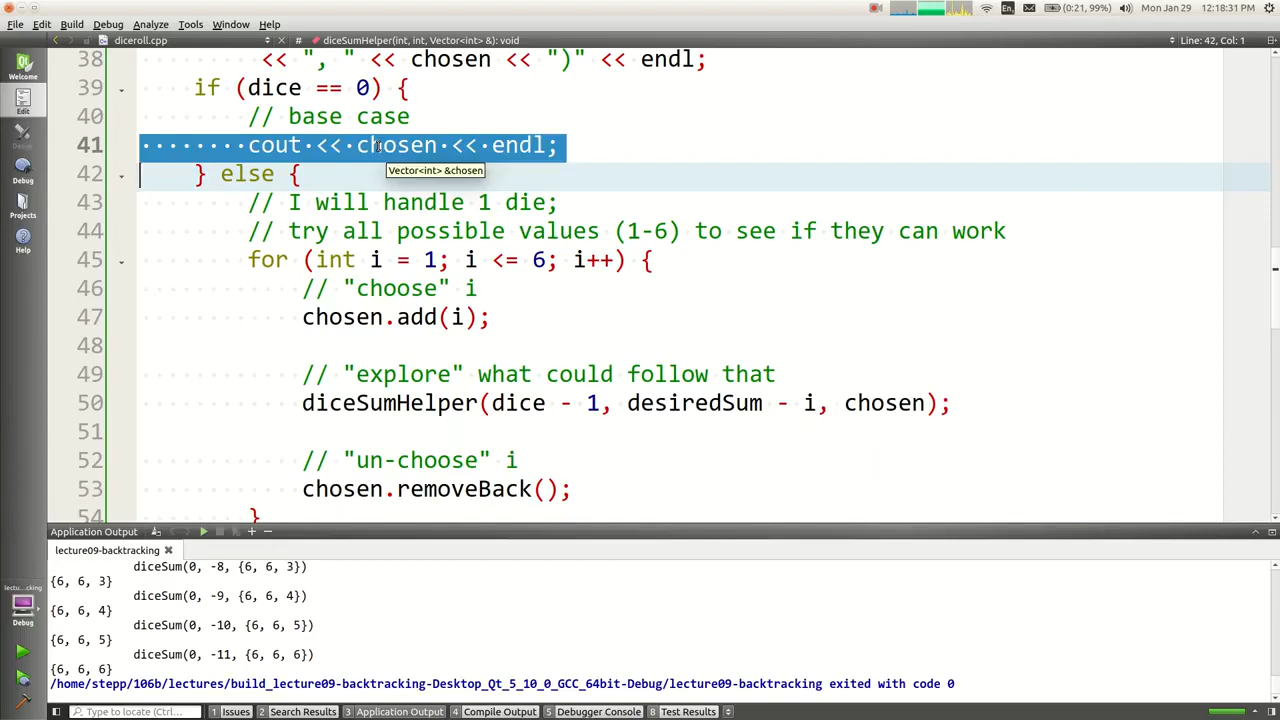 File Edit Build Debug Analyze Tools Window Help
(0:21, 99%) Mon Jan 29 12:18:31 PM
diceroll.cpp # diceSumHelper(int, int, Vector<int> &): void Line: 42, Col: 1
Welcome
Edit
Design
Debug
Projects
Help
lectu...cking
Debug
38 << ", " << chosen << ")" << endl;
39 if (dice == 0) {
40 // base case
41 cout << chosen << endl;
Vector<int> &chosen
42 } else {
43 // I will handle 1 die;
44 // try all possible values (1-6) to see if they can work
45 for (int i = 1; i <= 6; i++) {
46 // "choose" i
47 chosen.add(i);
48
49 // "explore" what could follow that
50 diceSumHelper(dice - 1, desiredSum - i, chosen);
51
52 // "un-choose" i
53 chosen.removeBack();
54 }
Application Output
lecture09-backtracking
diceSum(0, -8, {6, 6, 3})
{6, 6, 3}
diceSum(0, -9, {6, 6, 4})
{6, 6, 4}
diceSum(0, -10, {6, 6, 5})
{6, 6, 5}
diceSum(0, -11, {6, 6, 6})
{6, 6, 6}
/home/stepp/106b/lectures/build_lecture09-backtracking-Desktop_Qt_5_10_0_GCC_64bit-Debug/lecture09-backtracking exited with code 0
Type to locate (Ctrl-... 1 Issues 2 Search Results 3 Application Output 4 Compile Output 5 Debugger Console 8 Test Results